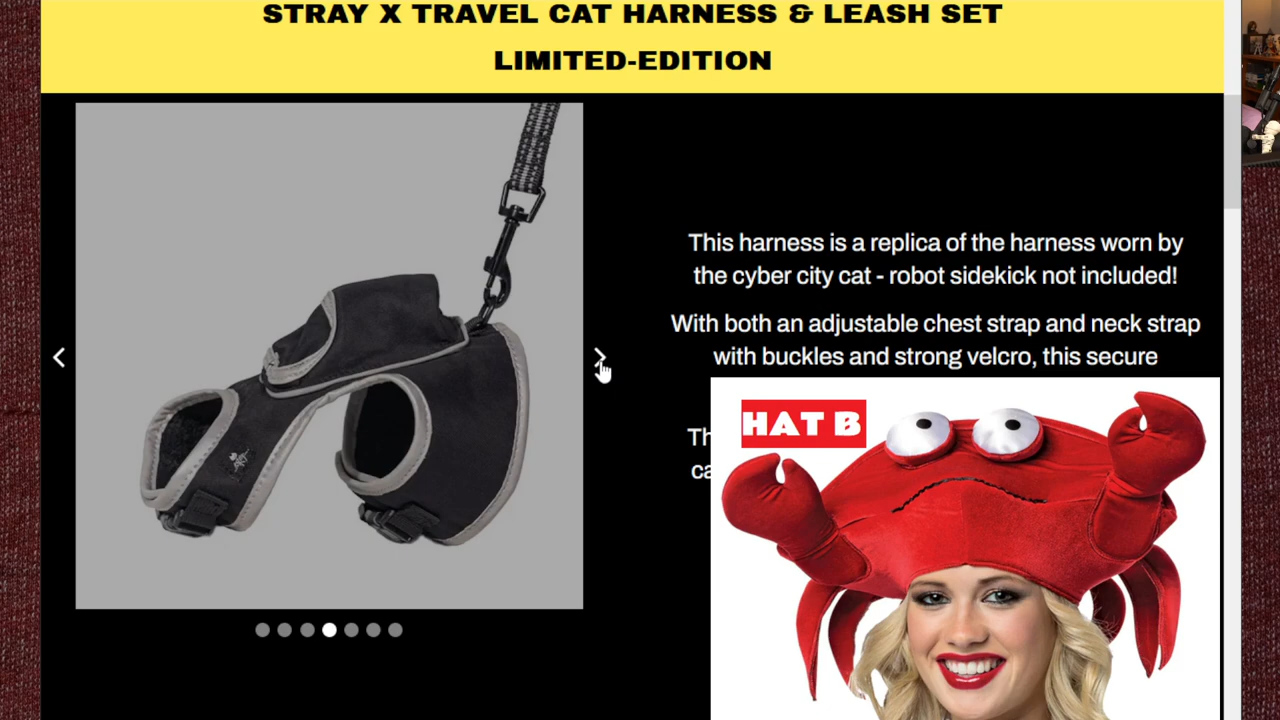 STRAY X TRAVEL CAT HARNESS & LEASH SET
LIMITED-EDITION
This harness is a replica of the harness worn by
the cyber city cat - robot sidekick not included!
With both an adjustable chest strap and neck strap
with buckles and strong velcro, this secure
HAT B